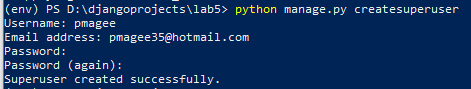 (env) PS D:\djangoprojects\lab5> python manage.py createsuperuser
Username: pmagee
Email address: pmagee35@hotmail.com
Password:
Password (again):
Superuser created successfully.